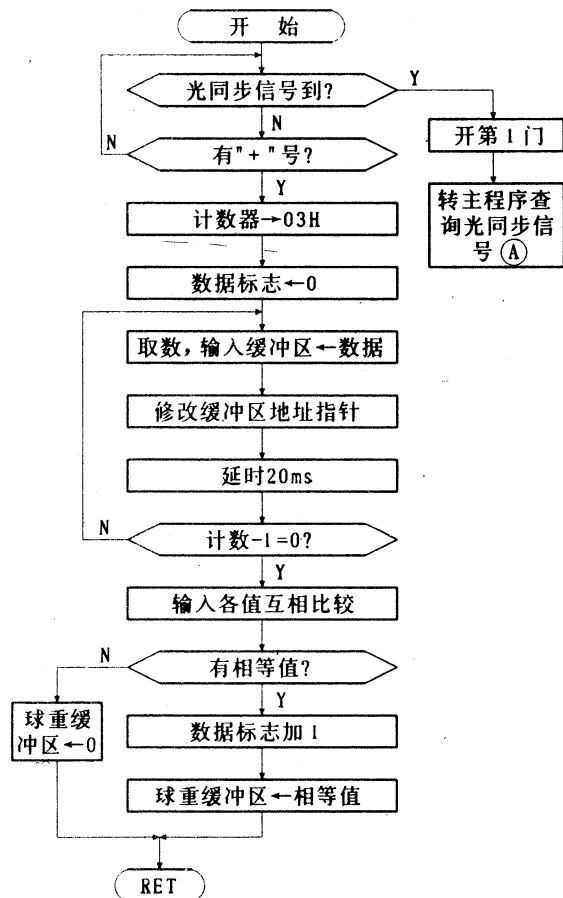 开 始
光同步信号到?
Y
N
开第1门
有"+"号?
N
Y
转主程序查
询光同步信
号Ⓐ
计数器→03H
数据标志←0
取数,输入缓冲区←数据
修改缓冲区地址指针
延时20ms
计数-1=0?
N
Y
输入各值互相比较
有相等值?
N
Y
球重缓
冲区←0
数据标志加1
球重缓冲区←相等值
RET